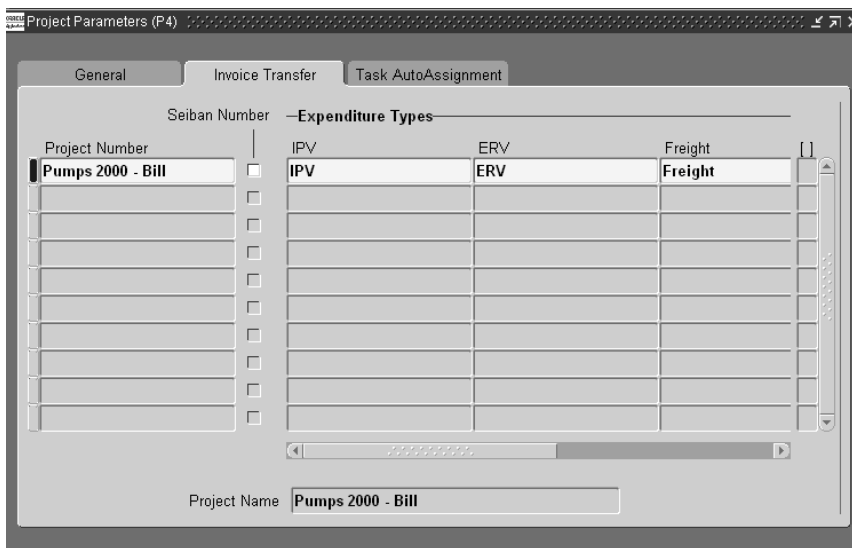 ORACLE
Project Parameters (P4)
General Invoice Transfer Task AutoAssignment
Seiban Number Expenditure Types
Project Number IPV ERV Freight [ ]
Pumps 2000 - Bill IPV ERV Freight
Project Name Pumps 2000 - Bill